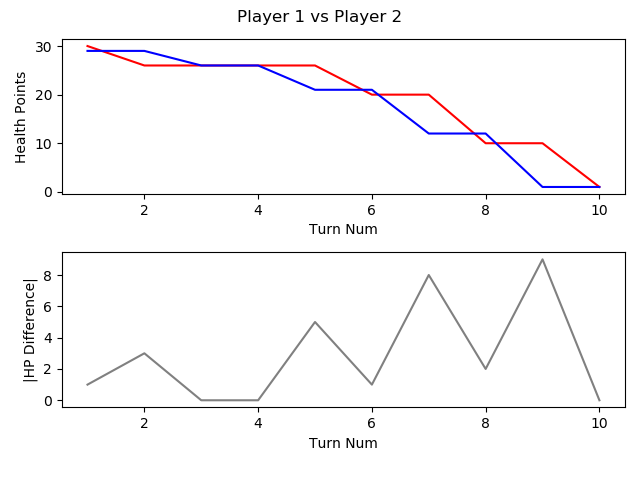 Player 1 vs Player 2
30
20
10
0
Health Points
2 4 6 8 10
Turn Num
8
6
4
2
0
|HP Difference|
2 4 6 8 10
Turn Num